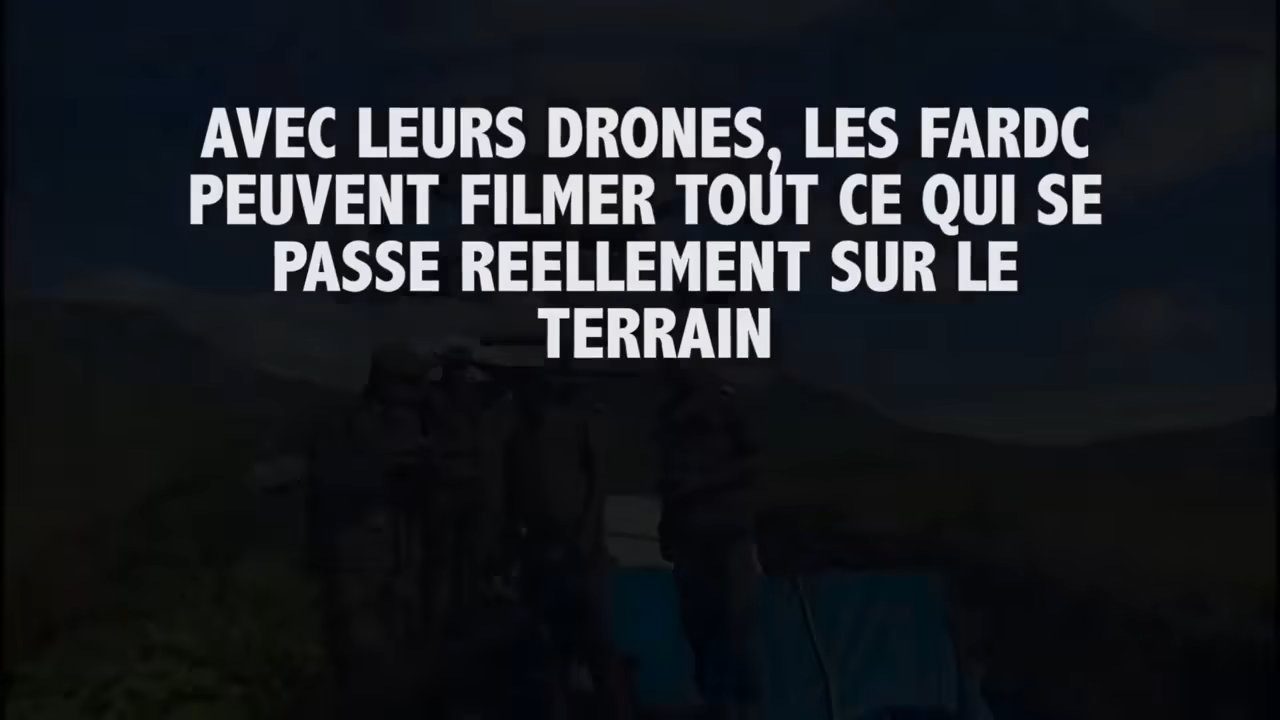 AVEC LEURS DRONES, LES FARDC
PEUVENT FILMER TOUT CE QUI SE
PASSE REELLEMENT SUR LE
TERRAIN